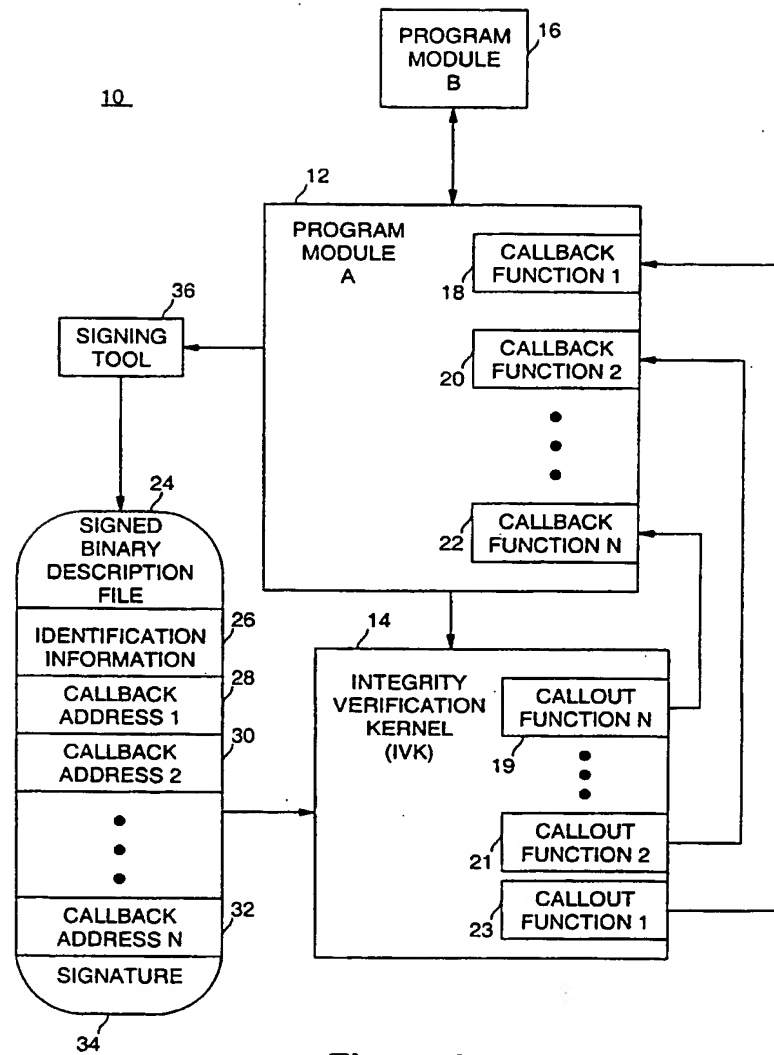 10
PROGRAM
MODULE
B
16
12
PROGRAM
MODULE
A
CALLBACK
FUNCTION 1
18
CALLBACK
FUNCTION 2
20
CALLBACK
FUNCTION N
22
36
SIGNING
TOOL
24
SIGNED
BINARY
DESCRIPTION
FILE
IDENTIFICATION
INFORMATION
26
CALLBACK
ADDRESS 1
28
CALLBACK
ADDRESS 2
30
CALLBACK
ADDRESS N
32
SIGNATURE
34
14
INTEGRITY
VERIFICATION
KERNEL
(IVK)
CALLOUT
FUNCTION N
19
CALLOUT
FUNCTION 2
21
CALLOUT
FUNCTION 1
23